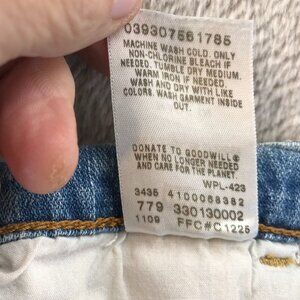 039307561785
MACHINE WASH COLD. ONLY
NON-CHLORINE BLEACH IF
NEEDED. TUMBLE DRY MEDIUM.
WARM IRON IF NEEDED.
WASH AND DRY WITH LIKE
COLORS. WASH GARMENT INSIDE
OUT.
DONATE TO GOODWILL®
WHEN NO LONGER NEEDED
AND CARE FOR THE PLANET.
WPL-423
3435 4100068382
779 330130002
1109 FFC#C1225